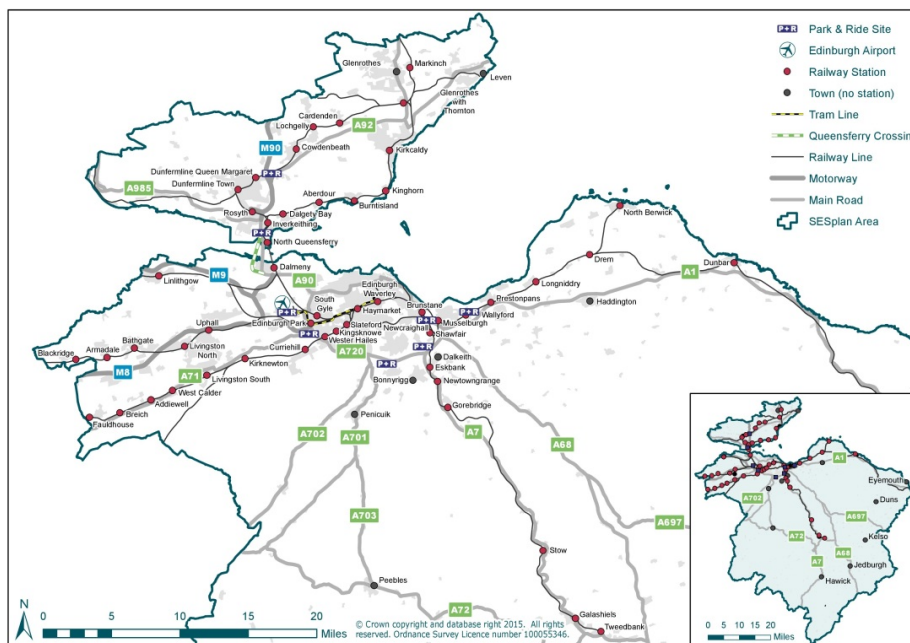 Park & Ride Site
Edinburgh Airport
Railway Station
Town (no station)
Tram Line
Queensferry Crossing
Railway Line
Motorway
Main Road
SESplan Area
Glenrothes
Markinch
Leven
Glenrothes
with
Thornton
Cardenden
Lochgelly
A92
M90
Cowdenbeath
Kirkcaldy
Dunfermline Queen Margaret
P+R
Dunfermline Town
A985
Kinghorn
Aberdour
Burntisland
Rosyth
Dalgety Bay
Inverkeithing
P+R
North Queensferry
North Berwick
Dalmeny
M9
A90
Linlithgow
Drem
Dunbar
A1
Longniddry
Edinburgh
Waverley
South
Gyle
Haymarket
Brunstane
Prestonpans
Haddington
P+R
Wallyford
P+R
Musselburgh
P+R
Edinburgh Park
Slateford
Newcraighall
Uphall
Kingsknowe
Shawfair
P+R
Wester Hailes
P+R
Bathgate
Armadale
Blackridge
Livingston
North
Curriehill
A720
P+R
Dalkeith
Kirknewton
Eskbank
M8
A71
Livingston South
Bonnyrigg
Newtowngrange
West Calder
Addiewell
Breich
Fauldhouse
Gorebridge
Penicuik
A702
A701
A7
A68
A703
A697
Stow
Peebles
A72
Galashiels
Tweedbank
N
0 5 10 15 20
Miles
© Crown copyright and database right 2015. All rights
reserved. Ordnance Survey Licence number 100055346.
A1
Eyemouth
Duns
A702
A697
A72
Kelso
A68
A7
Jedburgh
Hawick
0 5 10 15 20
Miles